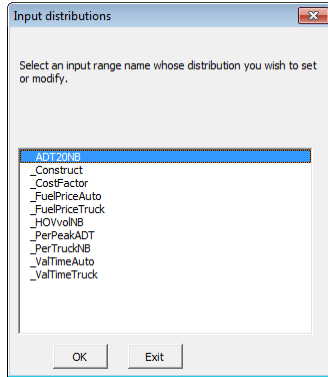 Input distributions
Select an input range name whose distribution you wish to set
or modify.
_ADT20NB
_Construct
_CostFactor
_FuelPriceAuto
_FuelPriceTruck
_HOVvolNB
_PerPeakADT
_PerTruckNB
_ValTimeAuto
_ValTimeTruck
OK Exit